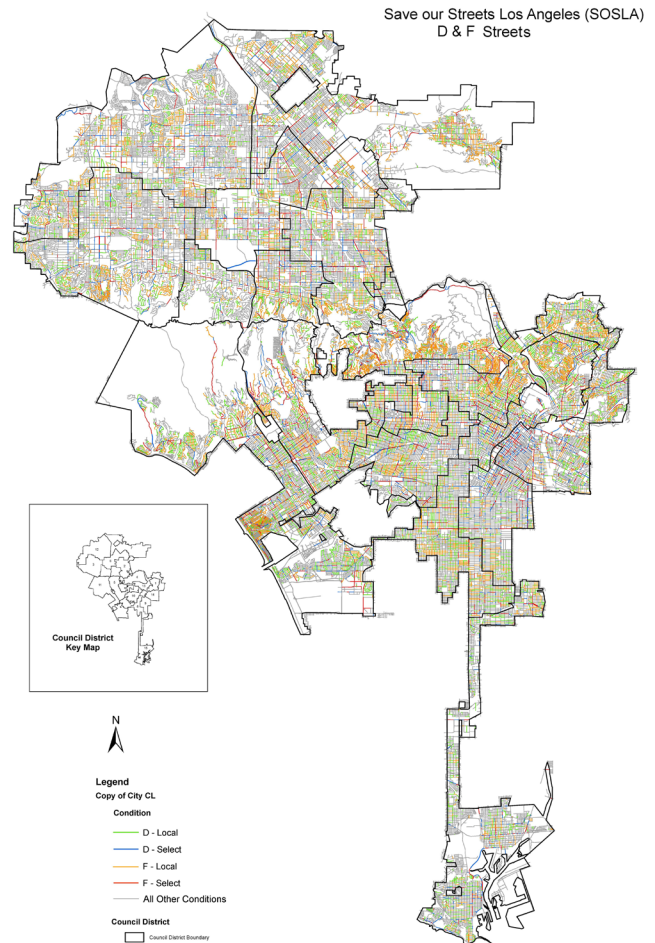 Save our Streets Los Angeles (SOSLA)
D & F Streets
Council District
Key Map
N
Legend
Copy of City CL
Condition
D - Local
D - Select
F - Local
F - Select
All Other Conditions
Council District
Council District Boundary